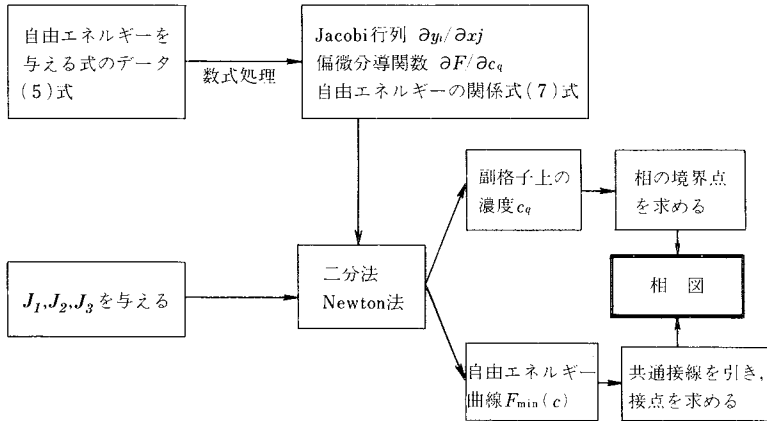 自由エネルギーを
与える式のデータ
(5)式
数式処理
Jacobi行列 ∂yᵢ/∂xj
偏微分導関数 ∂F/∂c_q
自由エネルギーの関係式(7)式
副格子上の
濃度c_q
相の境界点
を求める
J₁,J₂,J₃を与える
二分法
Newton法
相 図
自由エネルギー
曲線F_min(c)
共通接線を引き,
接点を求める